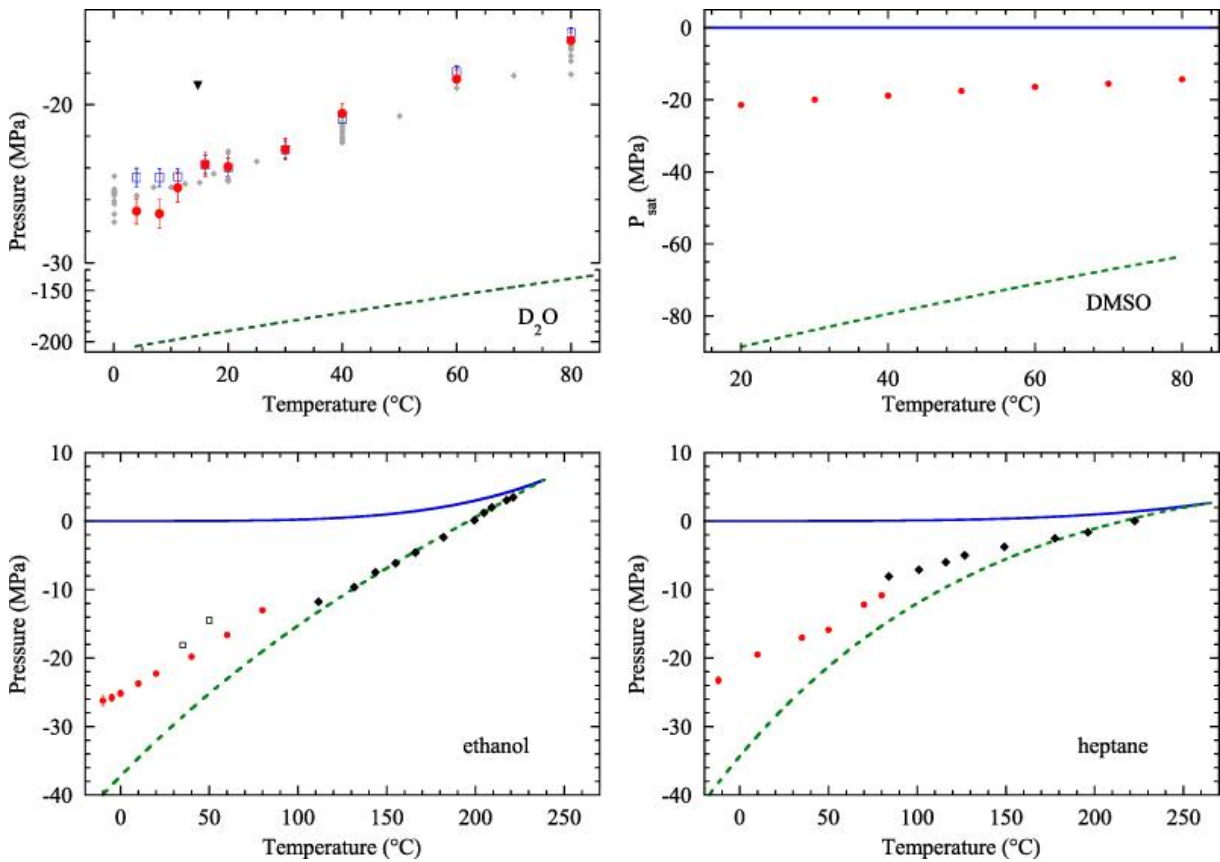 -20
-30
-150
-200
Pressure (MPa)
D2O
0 20 40 60 80
Temperature (°C)
0
-20
-40
-60
-80
Psat (MPa)
DMSO
20 40 60 80
Temperature (°C)
10
0
-10
-20
-30
-40
Pressure (MPa)
ethanol
0 50 100 150 200 250
Temperature (°C)
10
0
-10
-20
-30
-40
Pressure (MPa)
heptane
0 50 100 150 200 250
Temperature (°C)